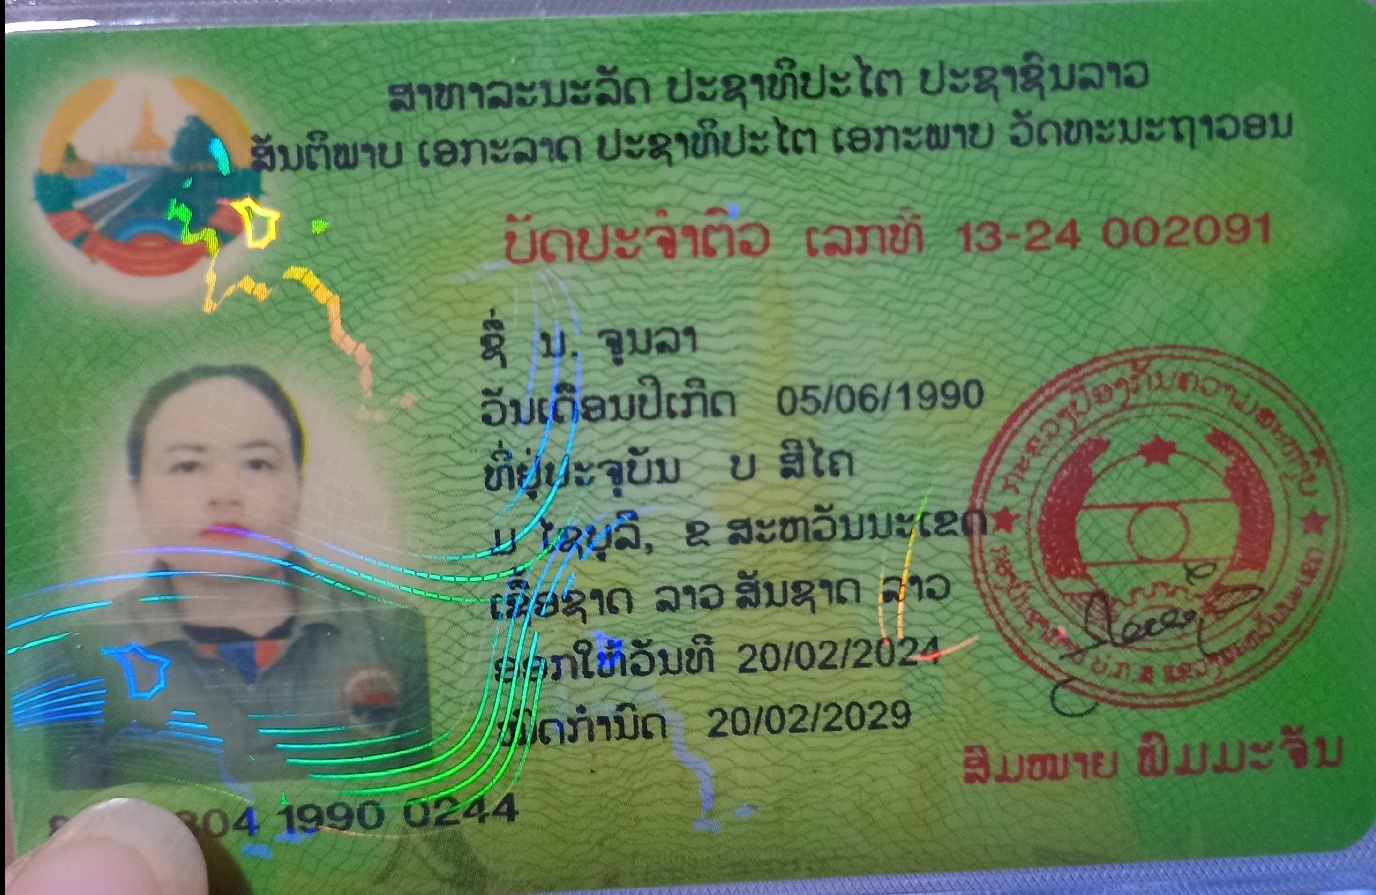 ສາທາລະນະລັດ ປະຊາທິປະໄຕ ປະຊາຊົນລາວ
ສັນຕິພາບ ເອກະລາດ ປະຊາທິປະໄຕ ເອກະພາບ ວັດທະນະຖາວອນ
ບັດປະຈຳຕົວ ເລກທີ່ 13-24 002091
ຊື່ ນ. ຈູມລາ
ວັນເດືອນປີເກີດ 05/06/1990
ທີ່ຢູ່ປະຈຸບັນ ບ ສີໄຄ
ມ ໄຊບູລີ, ຂ ສະຫວັນນະເຂດ
ເຊື້ອຊາດ ລາວ ສັນຊາດ ລາວ
ອອກໃຫ້ວັນທີ 20/02/2024
ໝົດກຳນົດ 20/02/2029
ສົມໝາຍ ພິມມະຈັນ
304 1990 0244